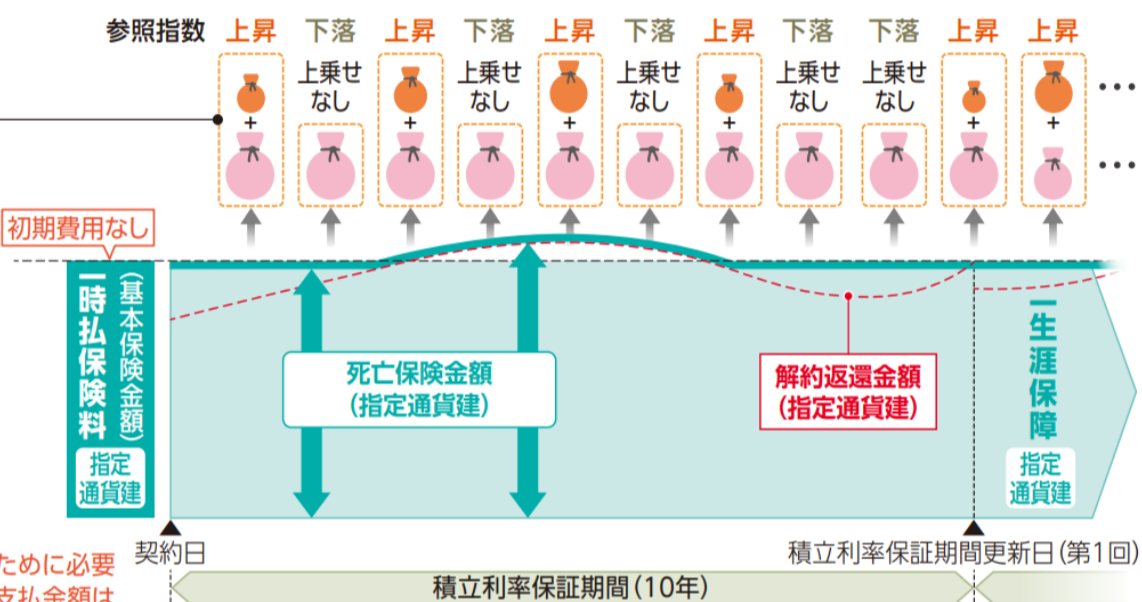 参照指数 上昇 下落 上昇 下落 上昇 下落 上昇 下落 下落 上昇 上昇
上乗せ 上乗せ 上乗せ 上乗せ 上乗せ
なし なし なし なし なし
+ + + + + + …
…
初期費用なし
一時払保険料
(基本保険金額)
指定
通貨建
死亡保険金額
(指定通貨建)
解約返還金額
(指定通貨建)
一生涯保障
指定
通貨建
契約日
積立利率保証期間更新日(第1回)
ために必要
支払金額は
積立利率保証期間(10年)